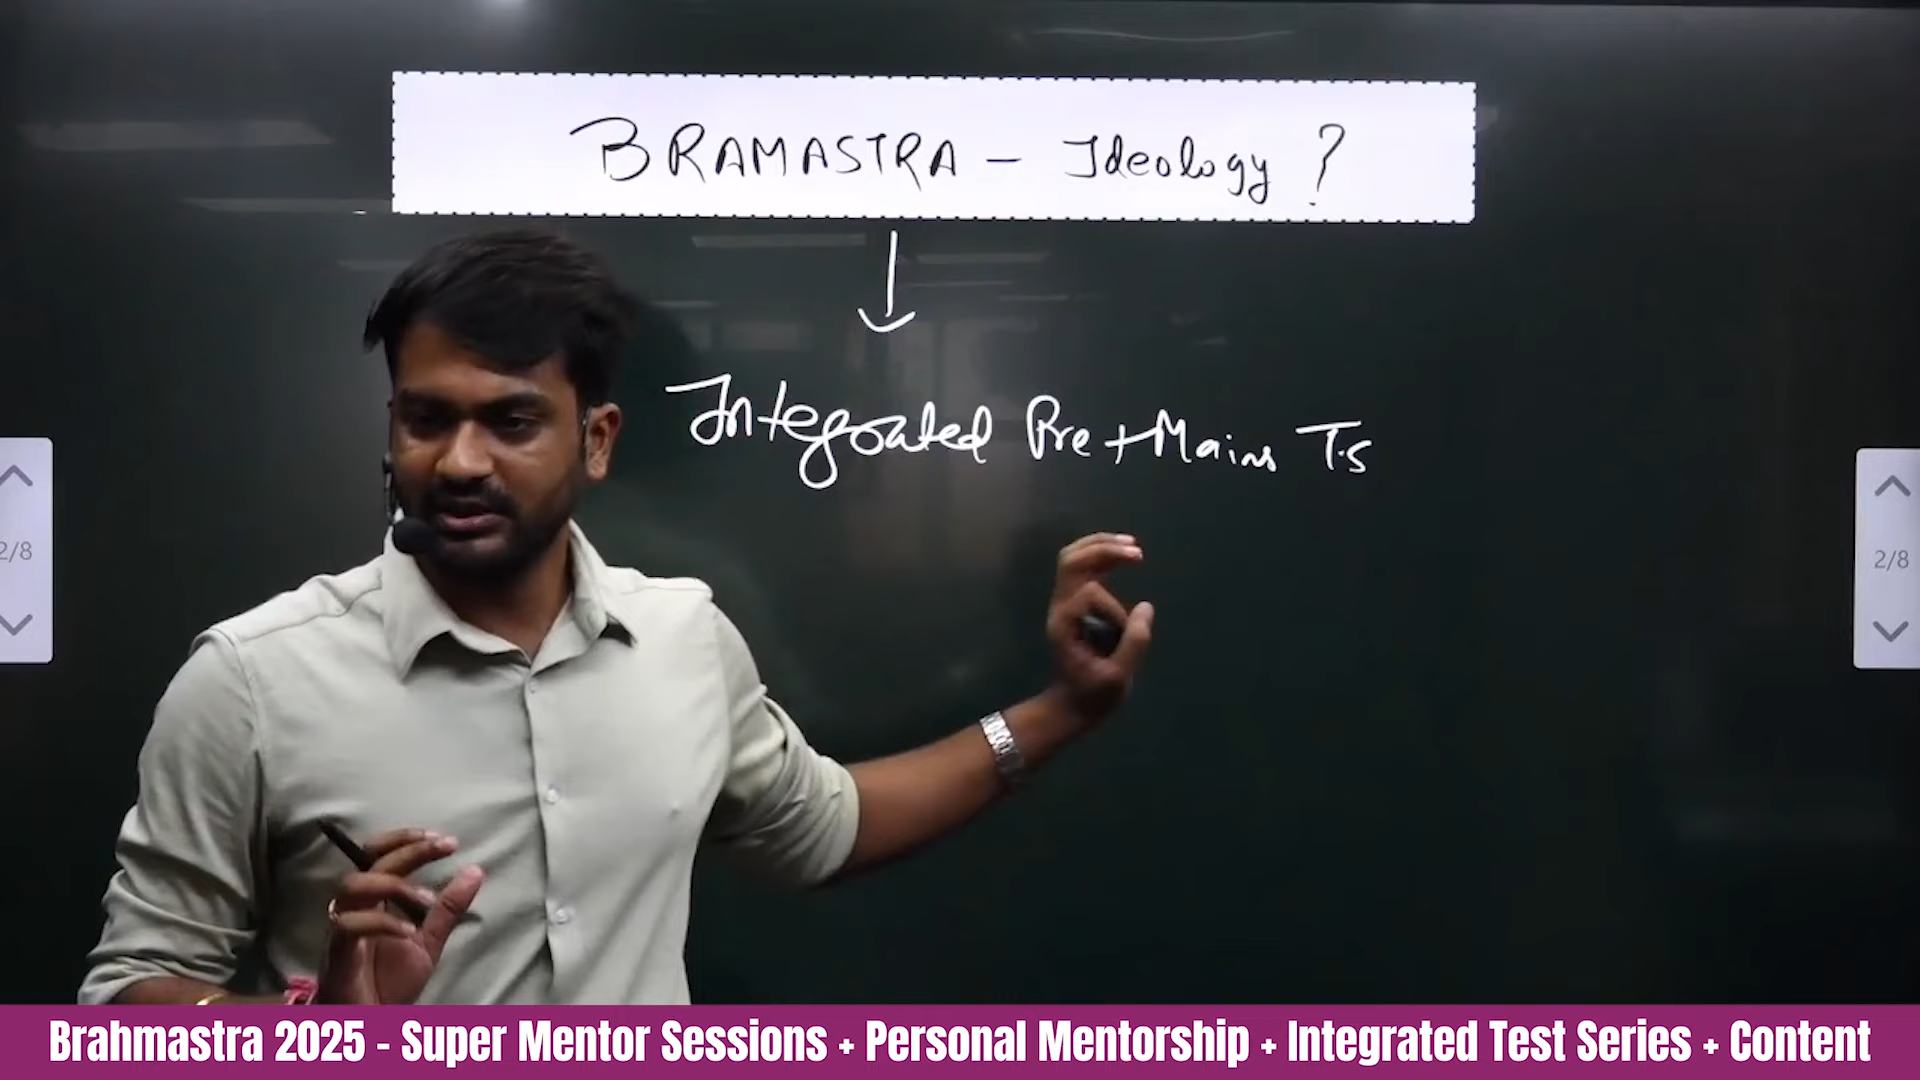 BRAMASTRA - Ideology ?
Integrated Pre + Mains T.S
2/8
2/8
Brahmastra 2025 - Super Mentor Sessions + Personal Mentorship + Integrated Test Series + Content